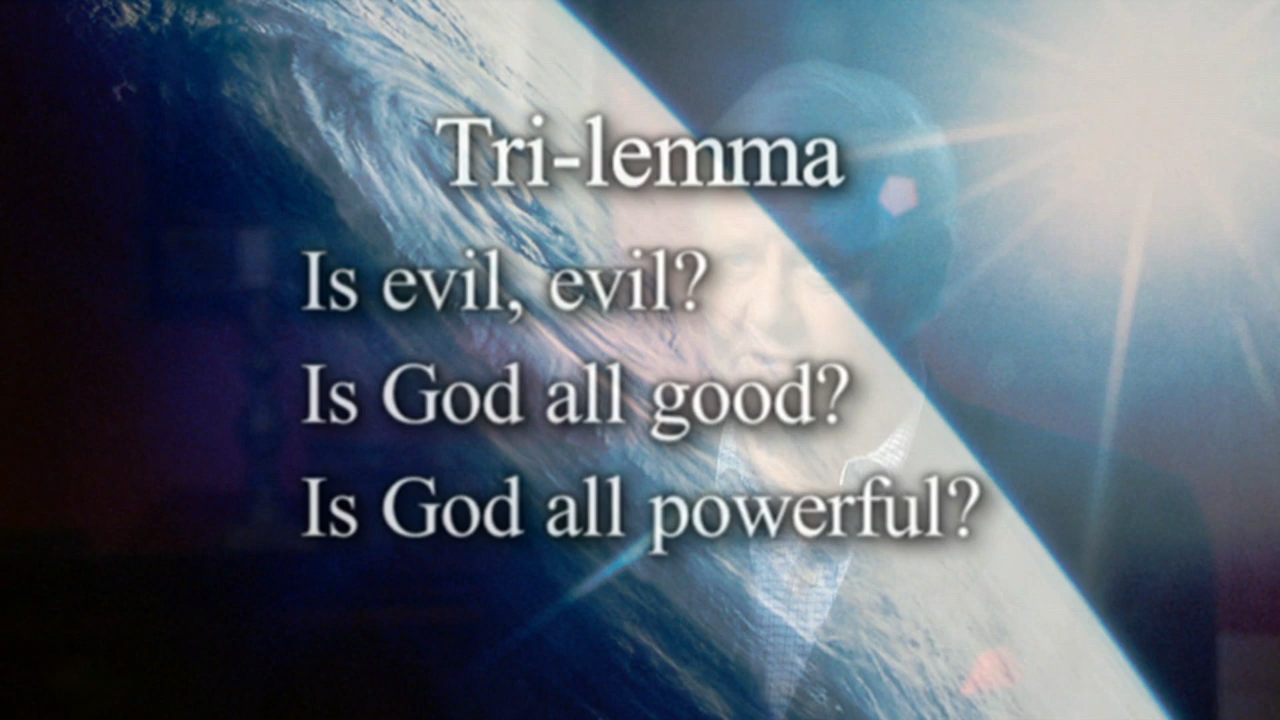 Tri-lemma
Is evil, evil?
Is God all good?
Is God all powerful?